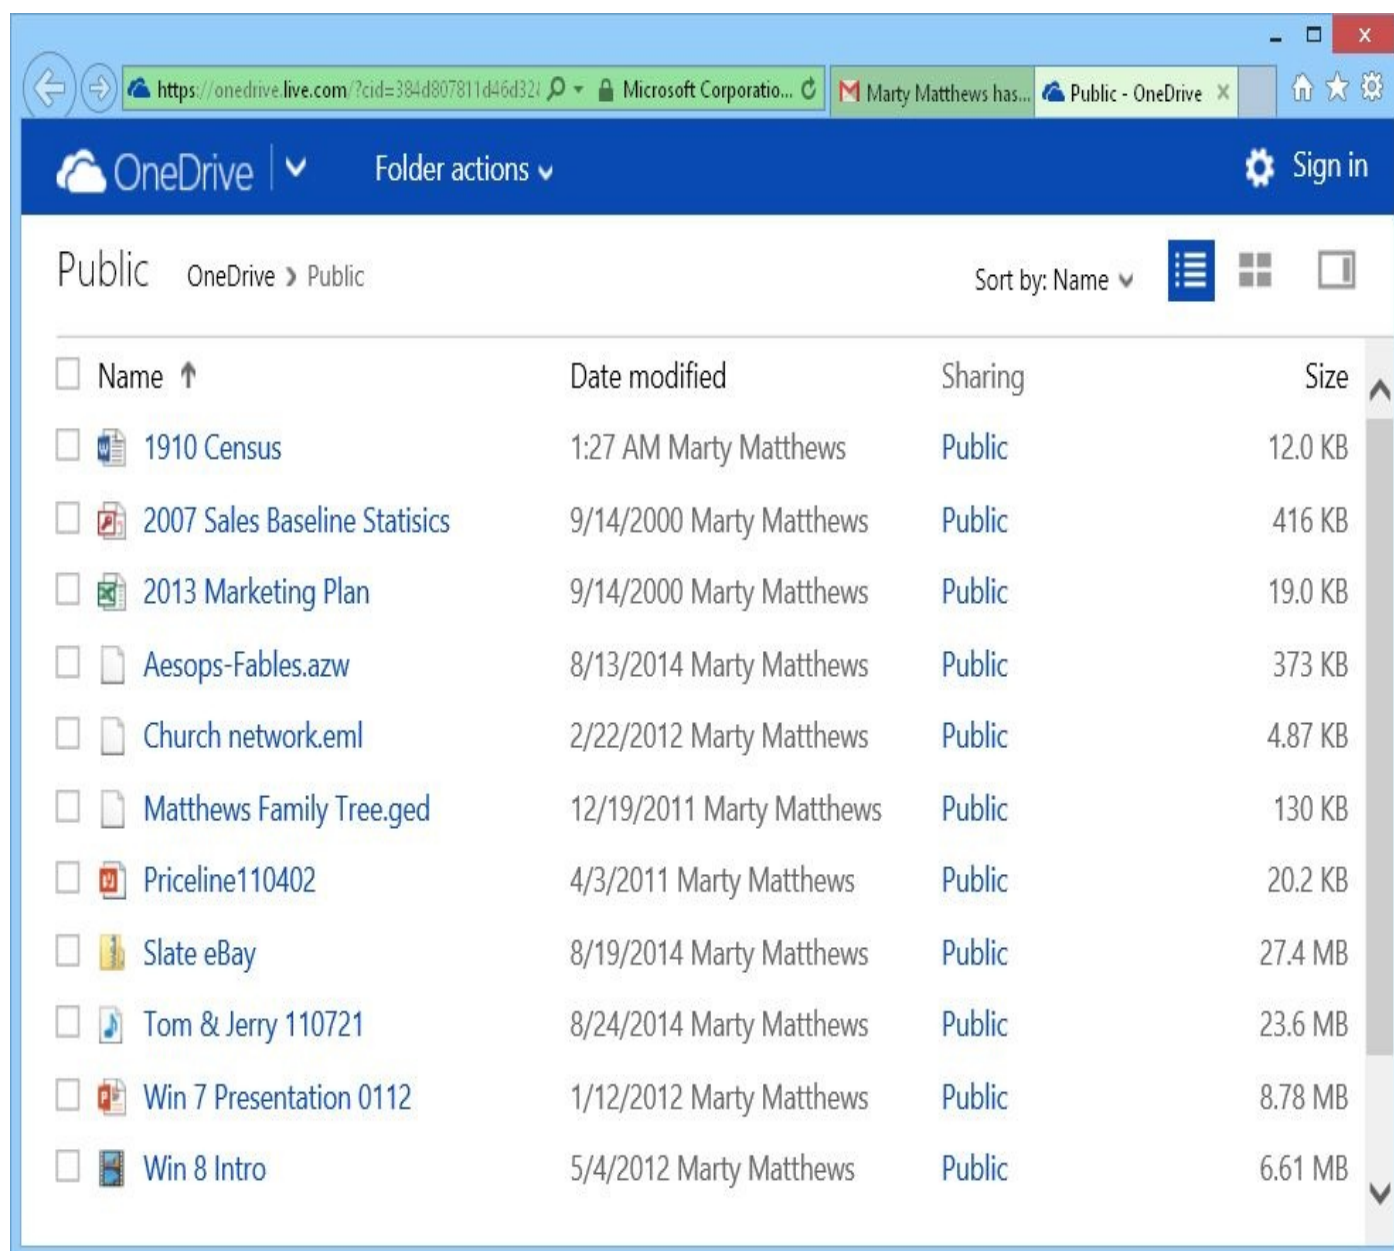 https://onedrive.live.com/?cid=384d807811d46d32 Microsoft Corporatio... Marty Matthews has... Public - OneDrive
OneDrive Folder actions Sign in
Public OneDrive Public Sort by: Name
Name Date modified Sharing Size
1910 Census 1:27 AM Marty Matthews Public 12.0 KB
2007 Sales Baseline Statisics 9/14/2000 Marty Matthews Public 416 KB
2013 Marketing Plan 9/14/2000 Marty Matthews Public 19.0 KB
Aesops-Fables.azw 8/13/2014 Marty Matthews Public 373 KB
Church network.eml 2/22/2012 Marty Matthews Public 4.87 KB
Matthews Family Tree.ged 12/19/2011 Marty Matthews Public 130 KB
Priceline110402 4/3/2011 Marty Matthews Public 20.2 KB
Slate eBay 8/19/2014 Marty Matthews Public 27.4 MB
Tom & Jerry 110721 8/24/2014 Marty Matthews Public 23.6 MB
Win 7 Presentation 0112 1/12/2012 Marty Matthews Public 8.78 MB
Win 8 Intro 5/4/2012 Marty Matthews Public 6.61 MB